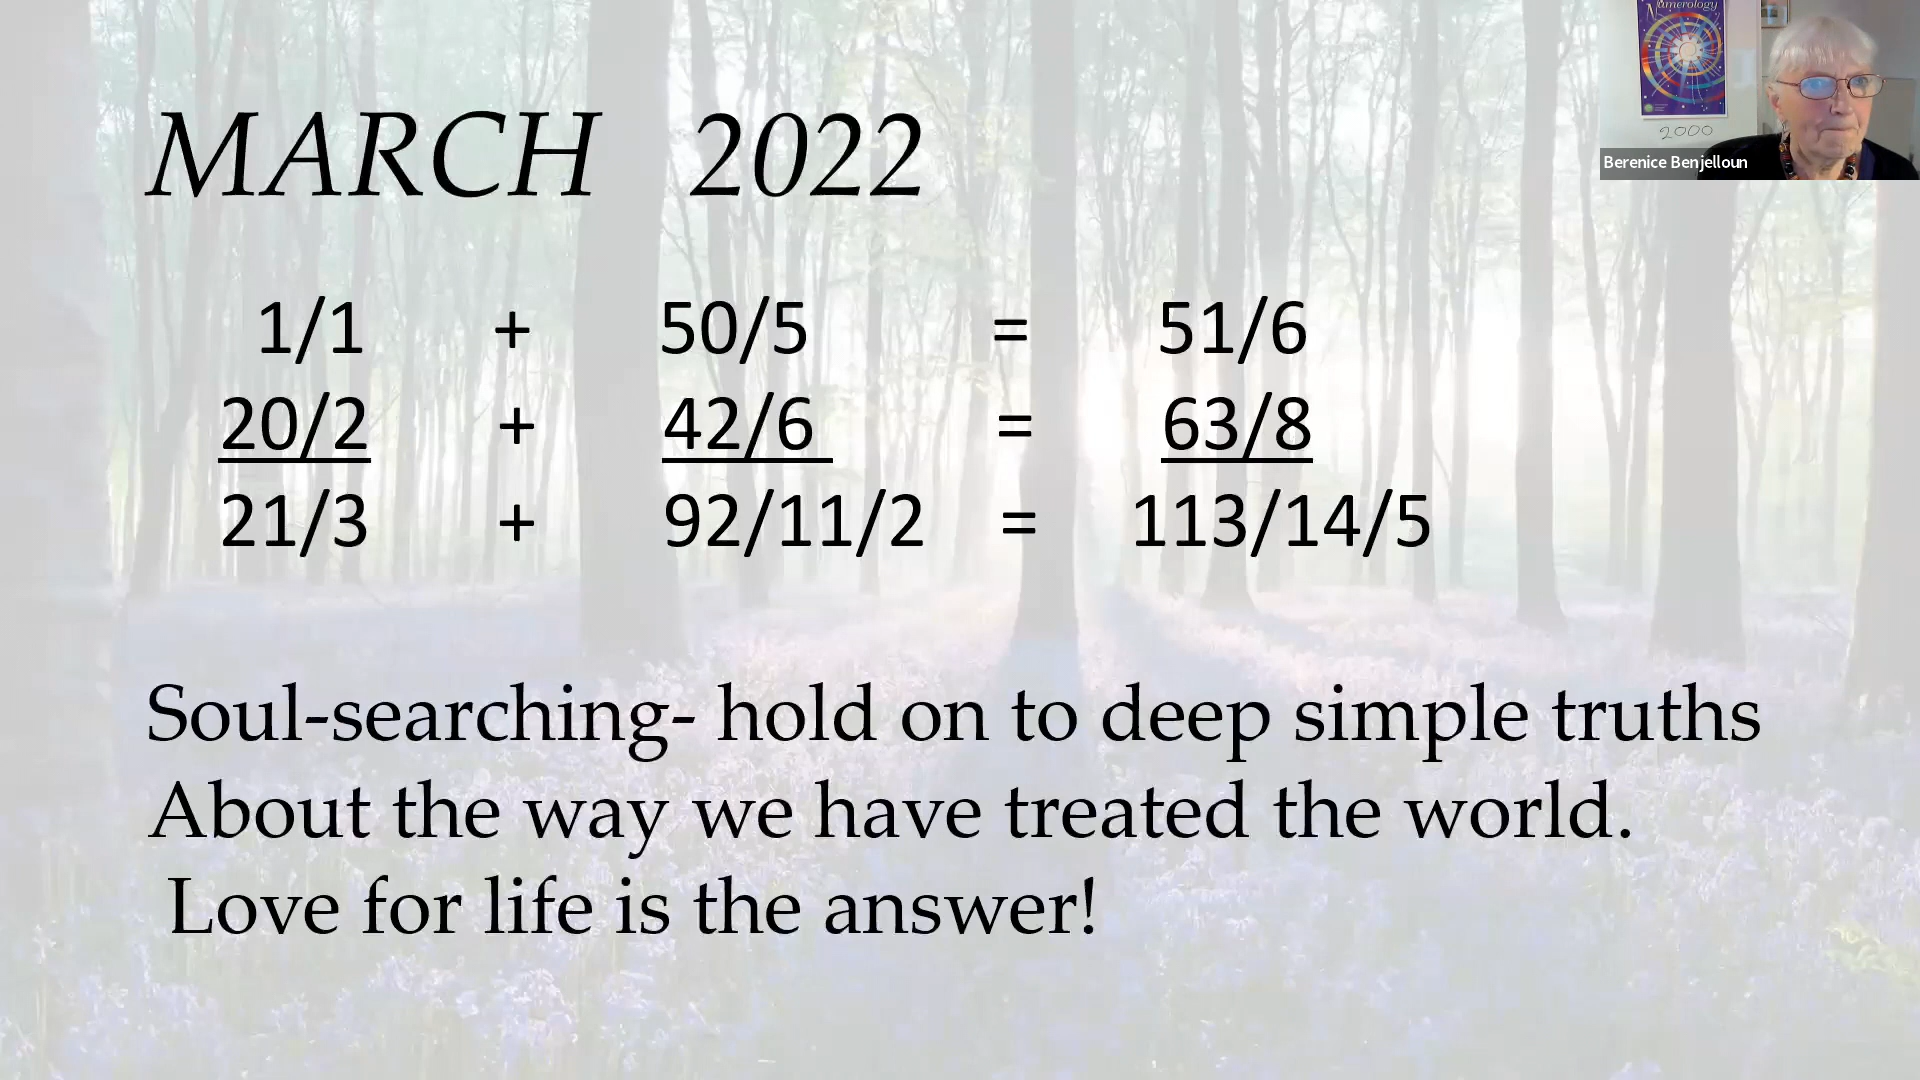 MARCH 2022
1/1 + 50/5 = 51/6
20/2 + 42/6 = 63/8
21/3 + 92/11/2 = 113/14/5
Soul-searching- hold on to deep simple truths
About the way we have treated the world.
Love for life is the answer!
Numerology
2000
Berenice Benjelloun